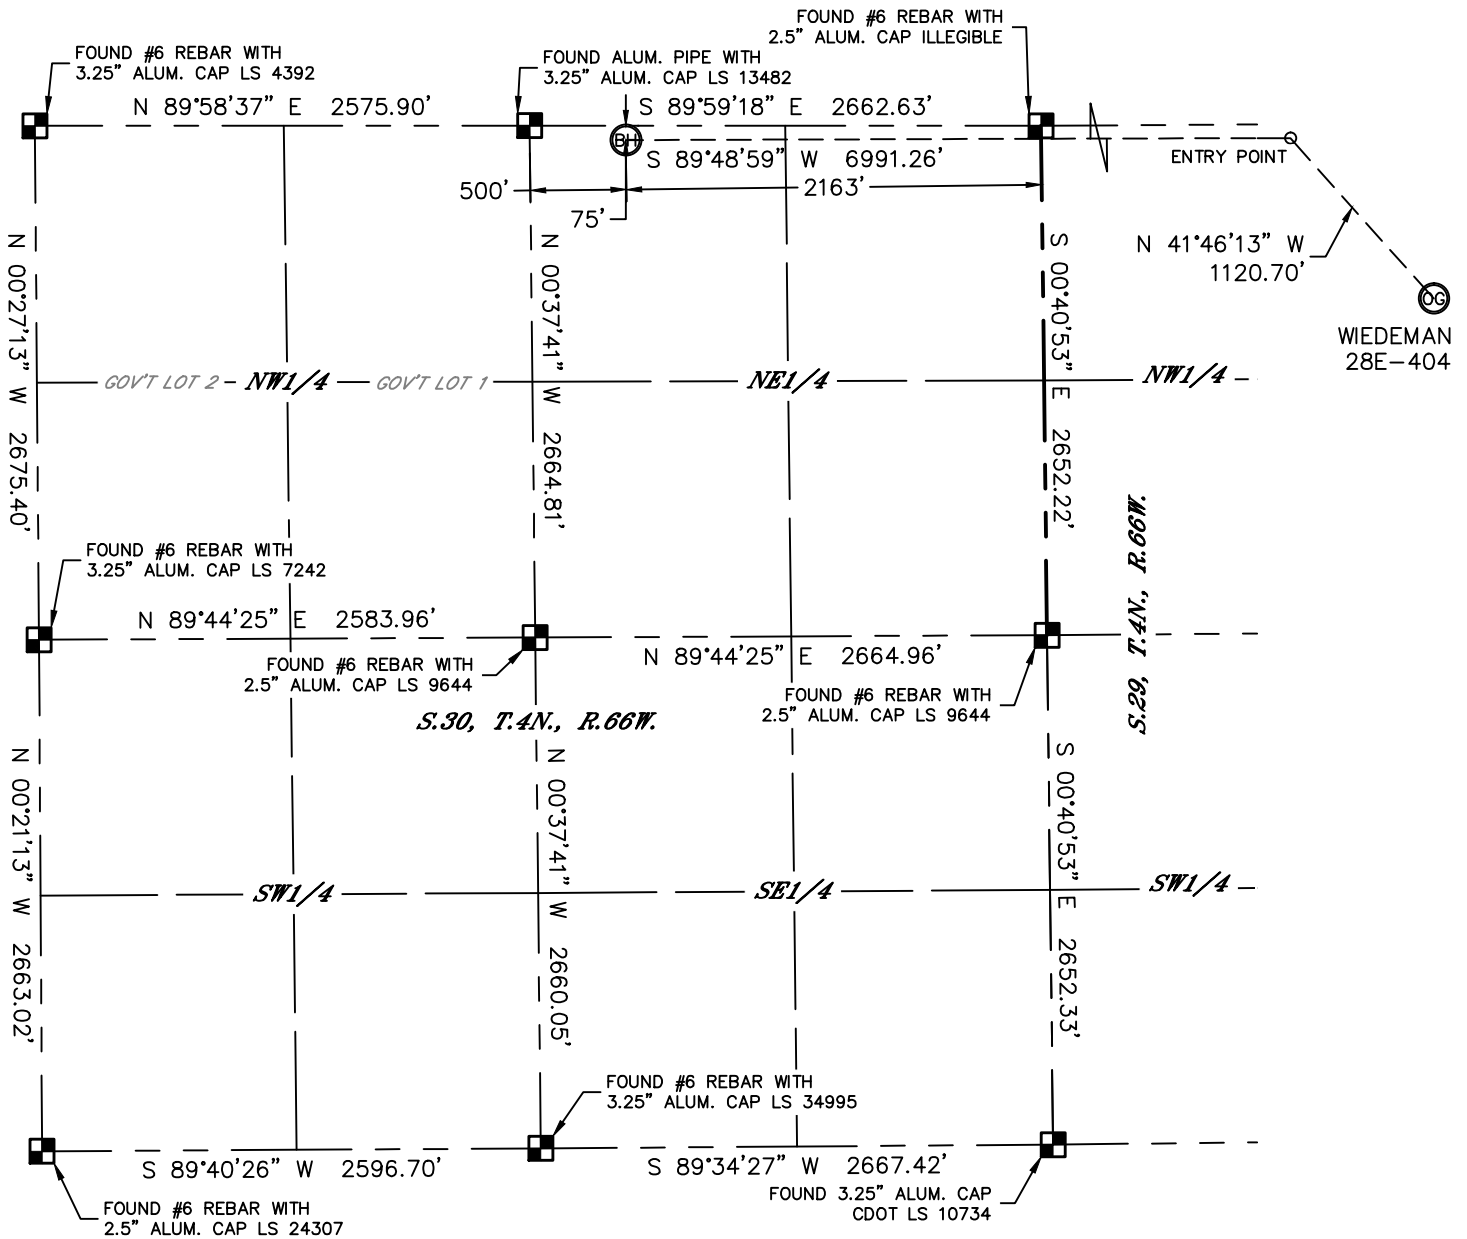 FOUND #6 REBAR WITH
2.5” ALUM. CAP ILLEGIBLE
FOUND #6 REBAR WITH
3.25” ALUM. CAP LS 4392
FOUND ALUM. PIPE WITH
3.25” ALUM. CAP LS 13482
N 89°58'37” E 2575.90'
S 89°59'18” E 2662.63'
BH
S 89°48'59” W 6991.26'
ENTRY POINT
500'
2163'
75'
N 41°46'13” W
1120.70'
OG
WIEDEMAN
28E-404
N 00°27'13” W 2675.40'
N 00°37'41” W 2664.81'
S 00°40'53” E 2652.22'
GOV'T LOT 2
NW1/4
GOV'T LOT 1
NE1/4
NW1/4
S.29, T.4N., R.66W.
FOUND #6 REBAR WITH
3.25” ALUM. CAP LS 7242
N 89°44'25” E 2583.96'
FOUND #6 REBAR WITH
2.5” ALUM. CAP LS 9644
N 89°44'25” E 2664.96'
FOUND #6 REBAR WITH
2.5” ALUM. CAP LS 9644
S.30, T.4N., R.66W.
N 00°21'13” W 2663.02'
N 00°37'41” W 2660.05'
S 00°40'53” E 2652.33'
SW1/4
SE1/4
SW1/4
FOUND #6 REBAR WITH
3.25” ALUM. CAP LS 34995
S 89°40'26” W 2596.70'
S 89°34'27” W 2667.42'
FOUND 3.25” ALUM. CAP
CDOT LS 10734
FOUND #6 REBAR WITH
2.5” ALUM. CAP LS 24307